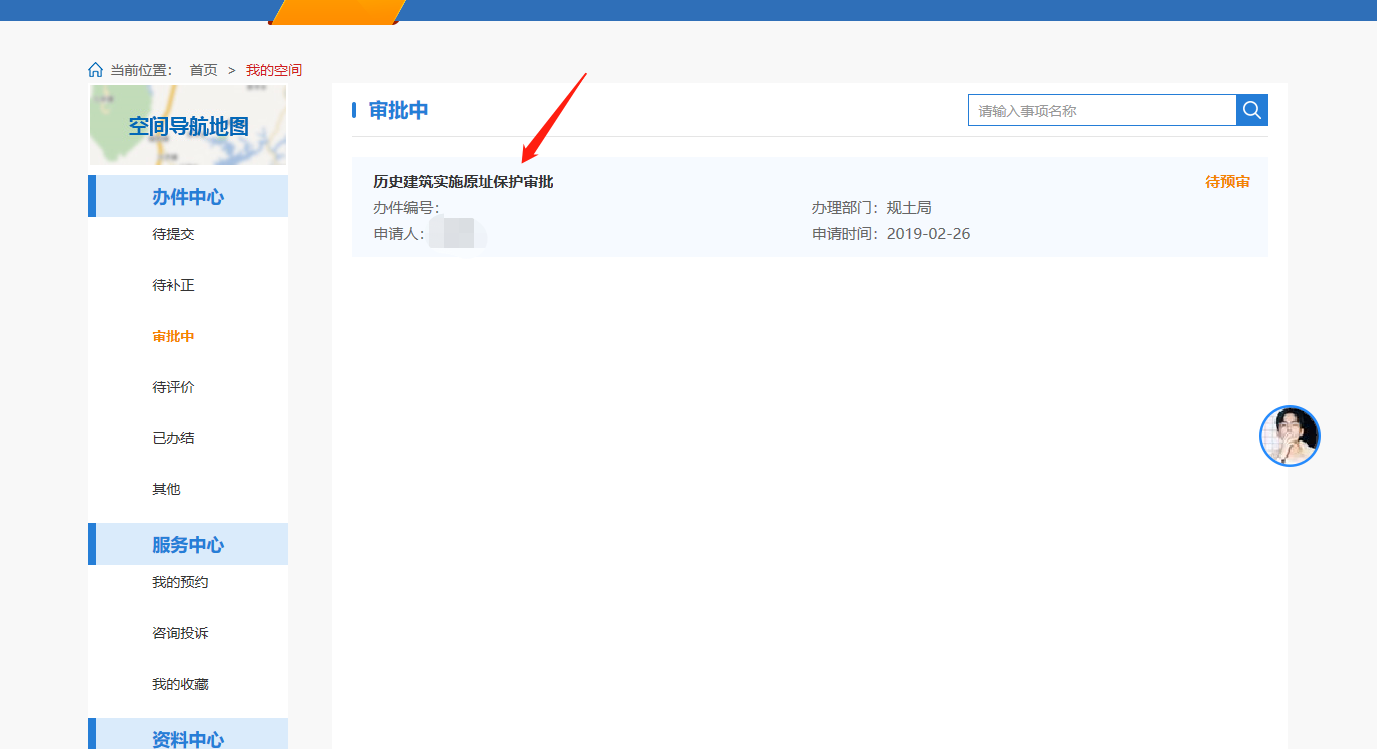 当前位置： 首页 > 我的空间
空间导航地图
办件中心
待提交
待补正
审批中
待评价
已办结
其他
服务中心
我的预约
咨询投诉
我的收藏
资料中心
审批中
请输入事项名称
历史建筑实施原址保护审批 待预审
办件编号： 办理部门：规土局
申请人： 申请时间：2019-02-26